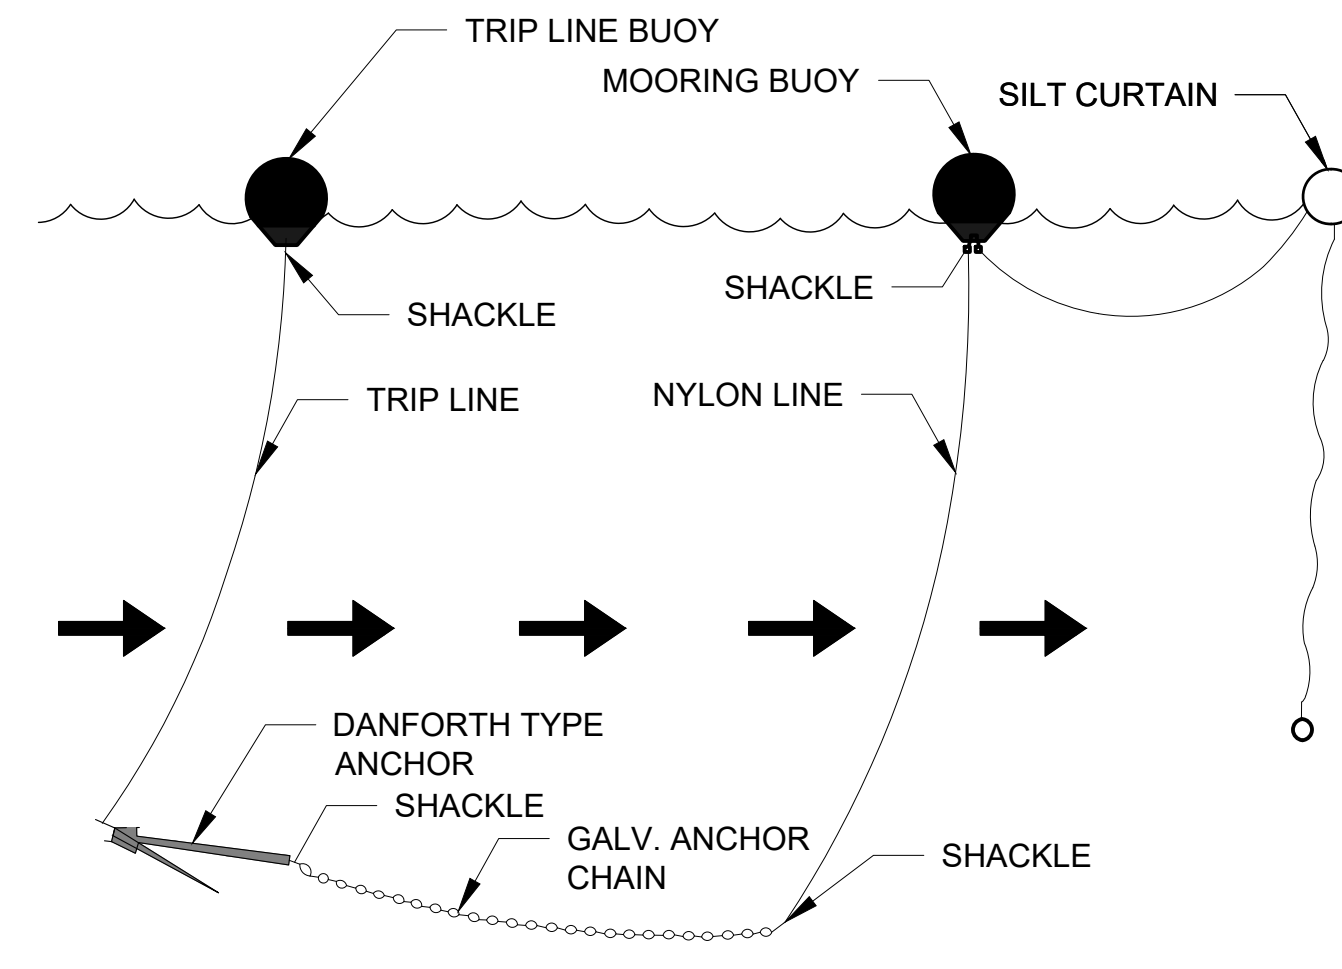 TRIP LINE BUOY
MOORING BUOY
SILT CURTAIN
SHACKLE
SHACKLE
TRIP LINE
NYLON LINE
DANFORTH TYPE
ANCHOR
SHACKLE
GALV. ANCHOR
CHAIN
SHACKLE